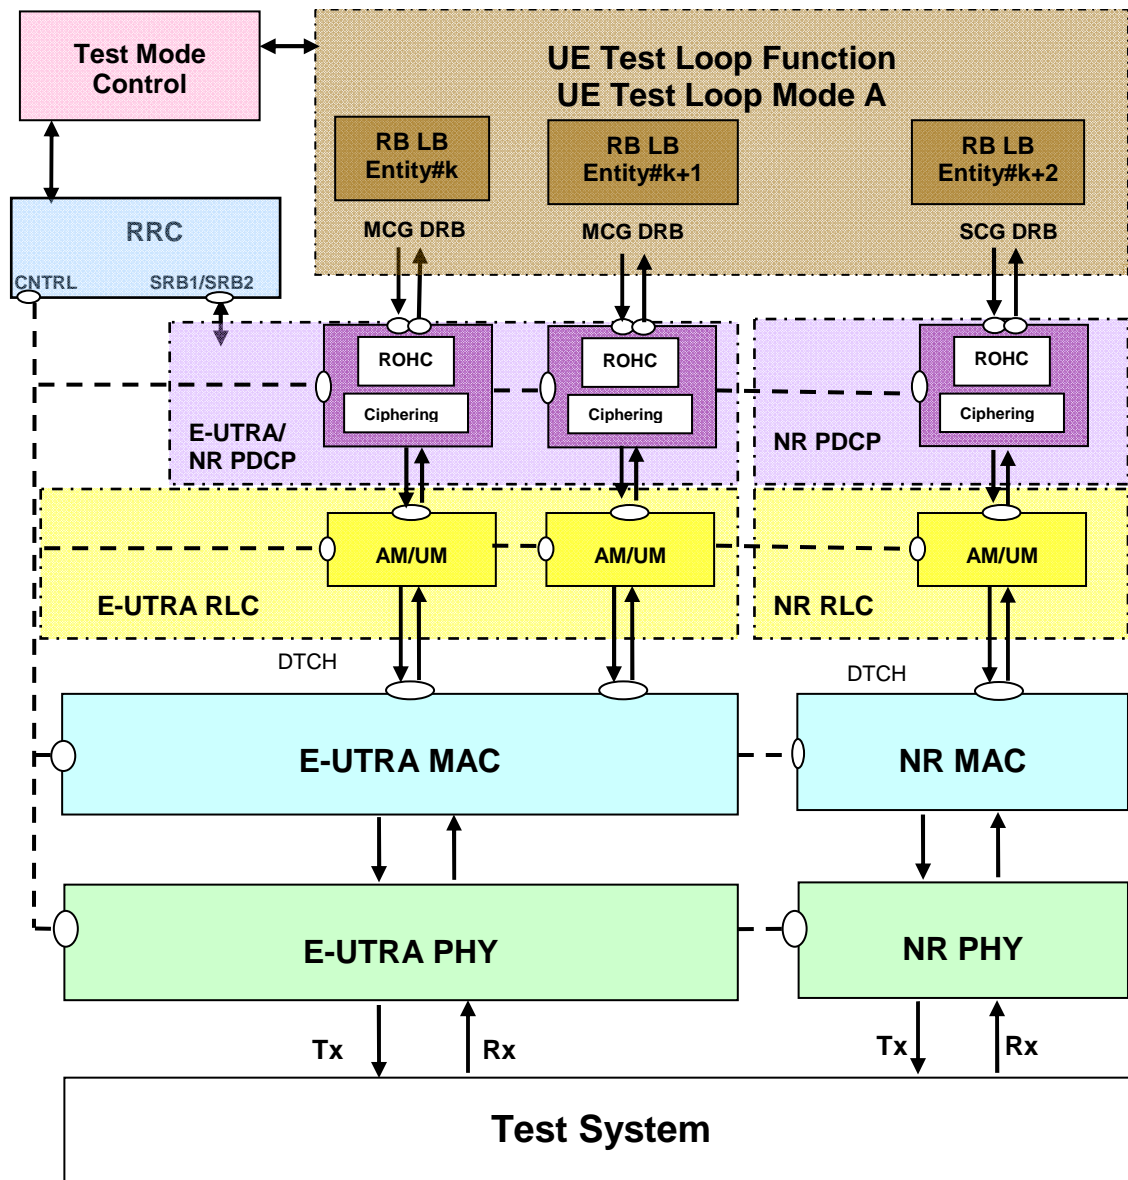 Test Mode
Control
UE Test Loop Function
UE Test Loop Mode A
RB LB
Entity#k
RB LB
Entity#k+1
RB LB
Entity#k+2
MCG DRB
MCG DRB
SCG DRB
RRC
CNTRL
SRB1/SRB2
ROHC
Ciphering
ROHC
Ciphering
ROHC
Ciphering
E-UTRA/
NR PDCP
NR PDCP
AM/UM
AM/UM
AM/UM
E-UTRA RLC
NR RLC
DTCH
DTCH
E-UTRA MAC
NR MAC
E-UTRA PHY
NR PHY
Tx
Rx
Tx
Rx
Test System